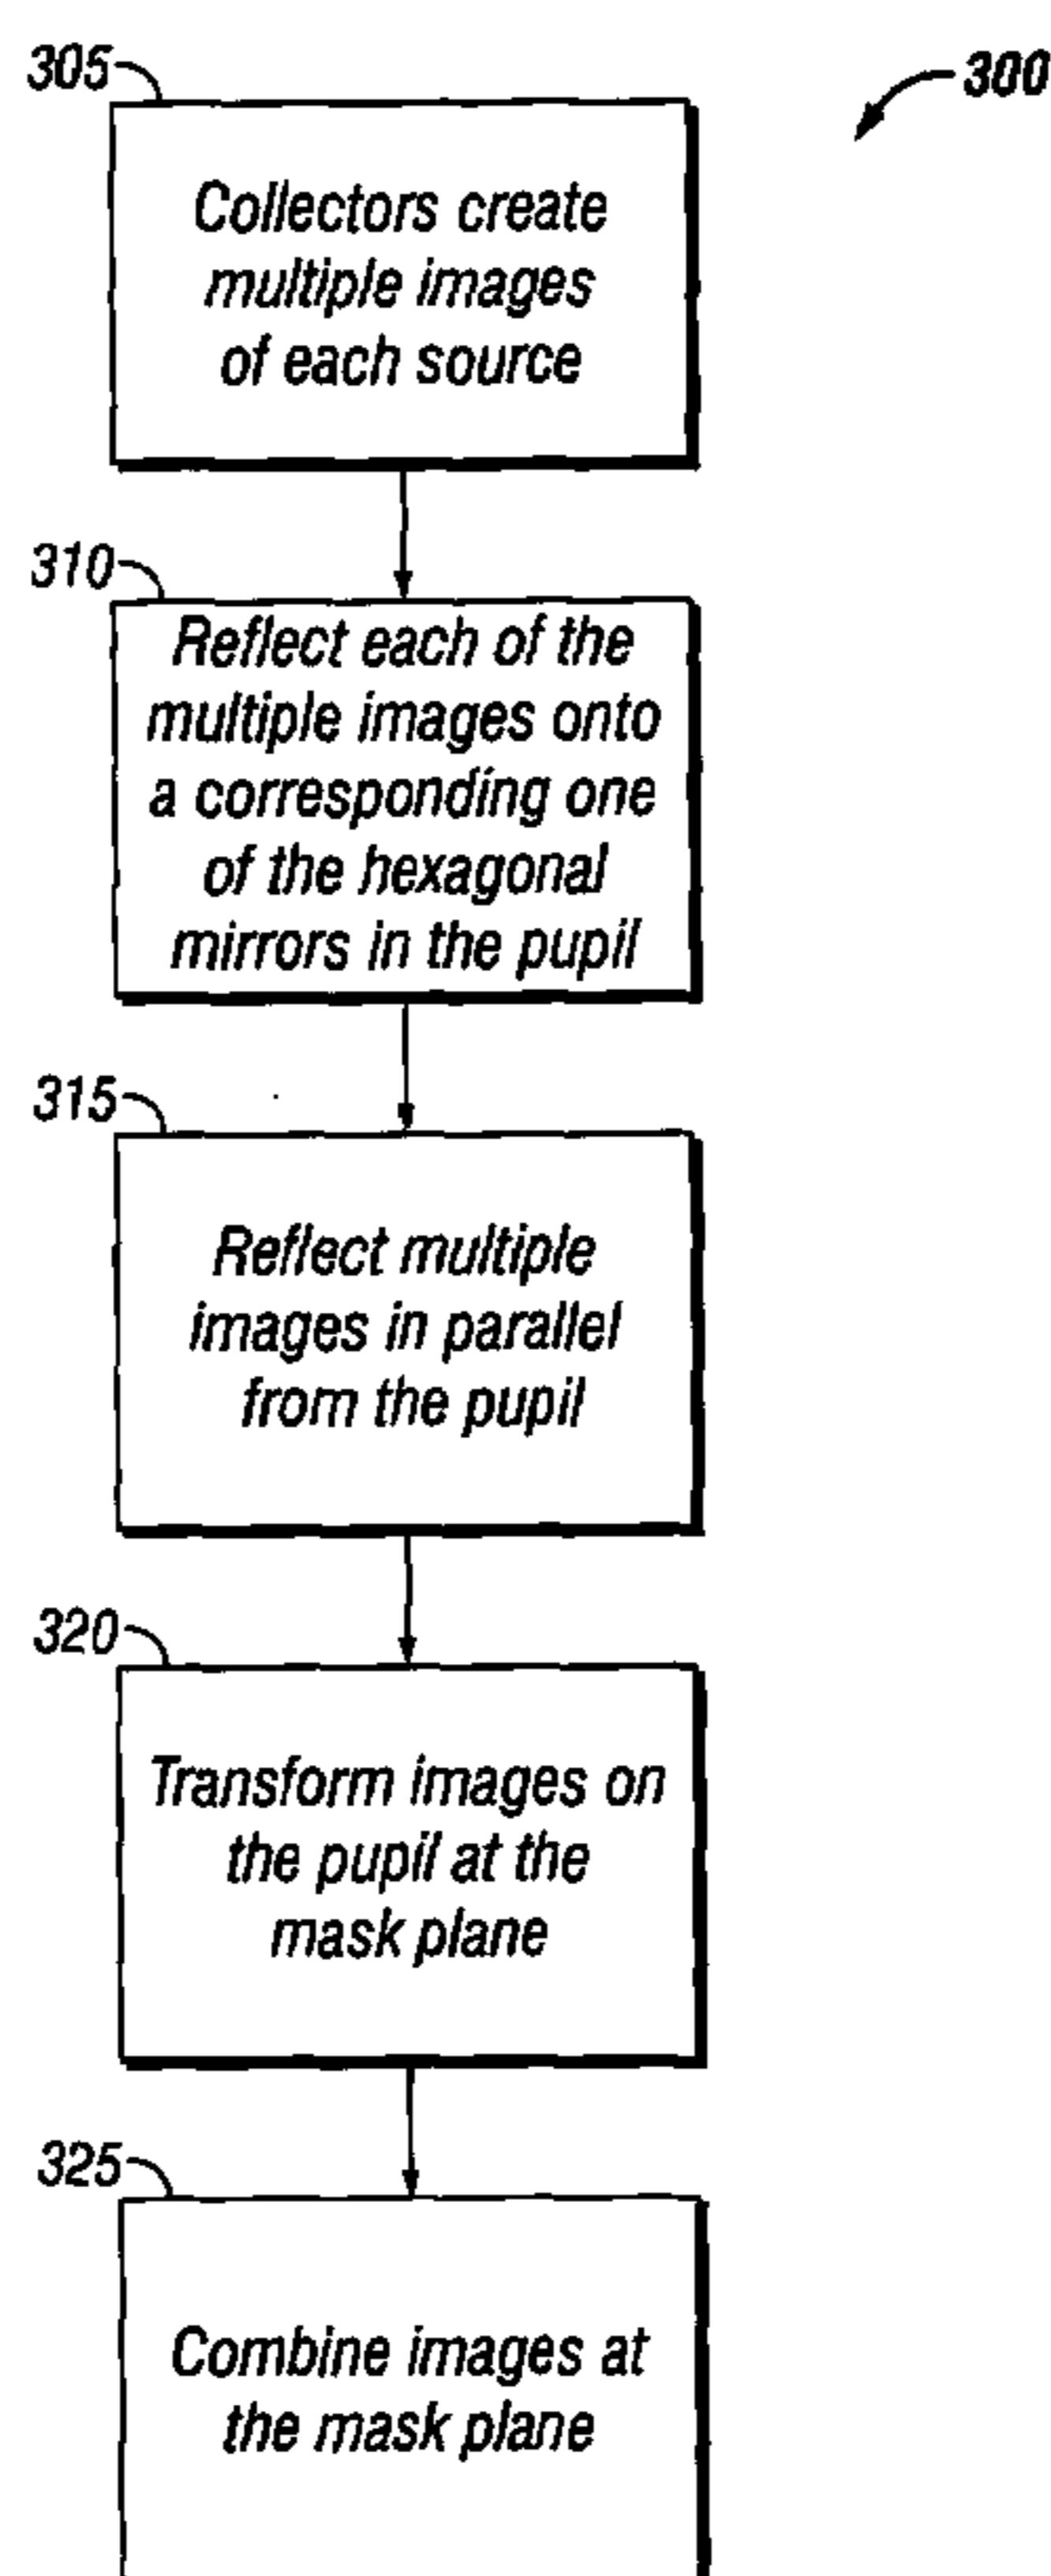 305
300
Collectors create
multiple images
of each source
310
Reflect each of the
multiple images onto
a corresponding one
of the hexagonal
mirrors in the pupil
315
Reflect multiple
images in parallel
from the pupil
320
Transform images on
the pupil at the
mask plane
325
Combine images at
the mask plane